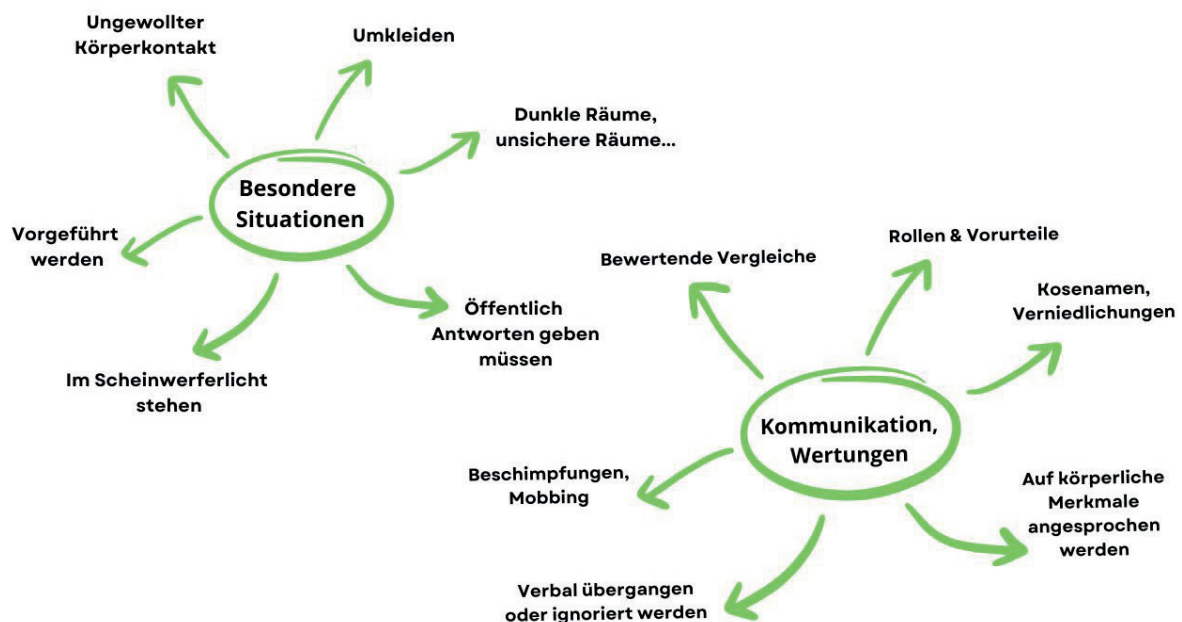 Ungewollter
Körperkontakt
Umkleiden
Dunkle Räume,
unsichere Räume...
Besondere
Situationen
Vorgeführt
werden
Öffentlich
Antworten geben
müssen
Im Scheinwerferlicht
stehen
Bewertende Vergleiche
Rollen & Vorurteile
Kosenamen,
Verniedlichungen
Kommunikation,
Wertungen
Beschimpfungen,
Mobbing
Auf körperliche
Merkmale
angesprochen
werden
Verbal übergangen
oder ignoriert werden